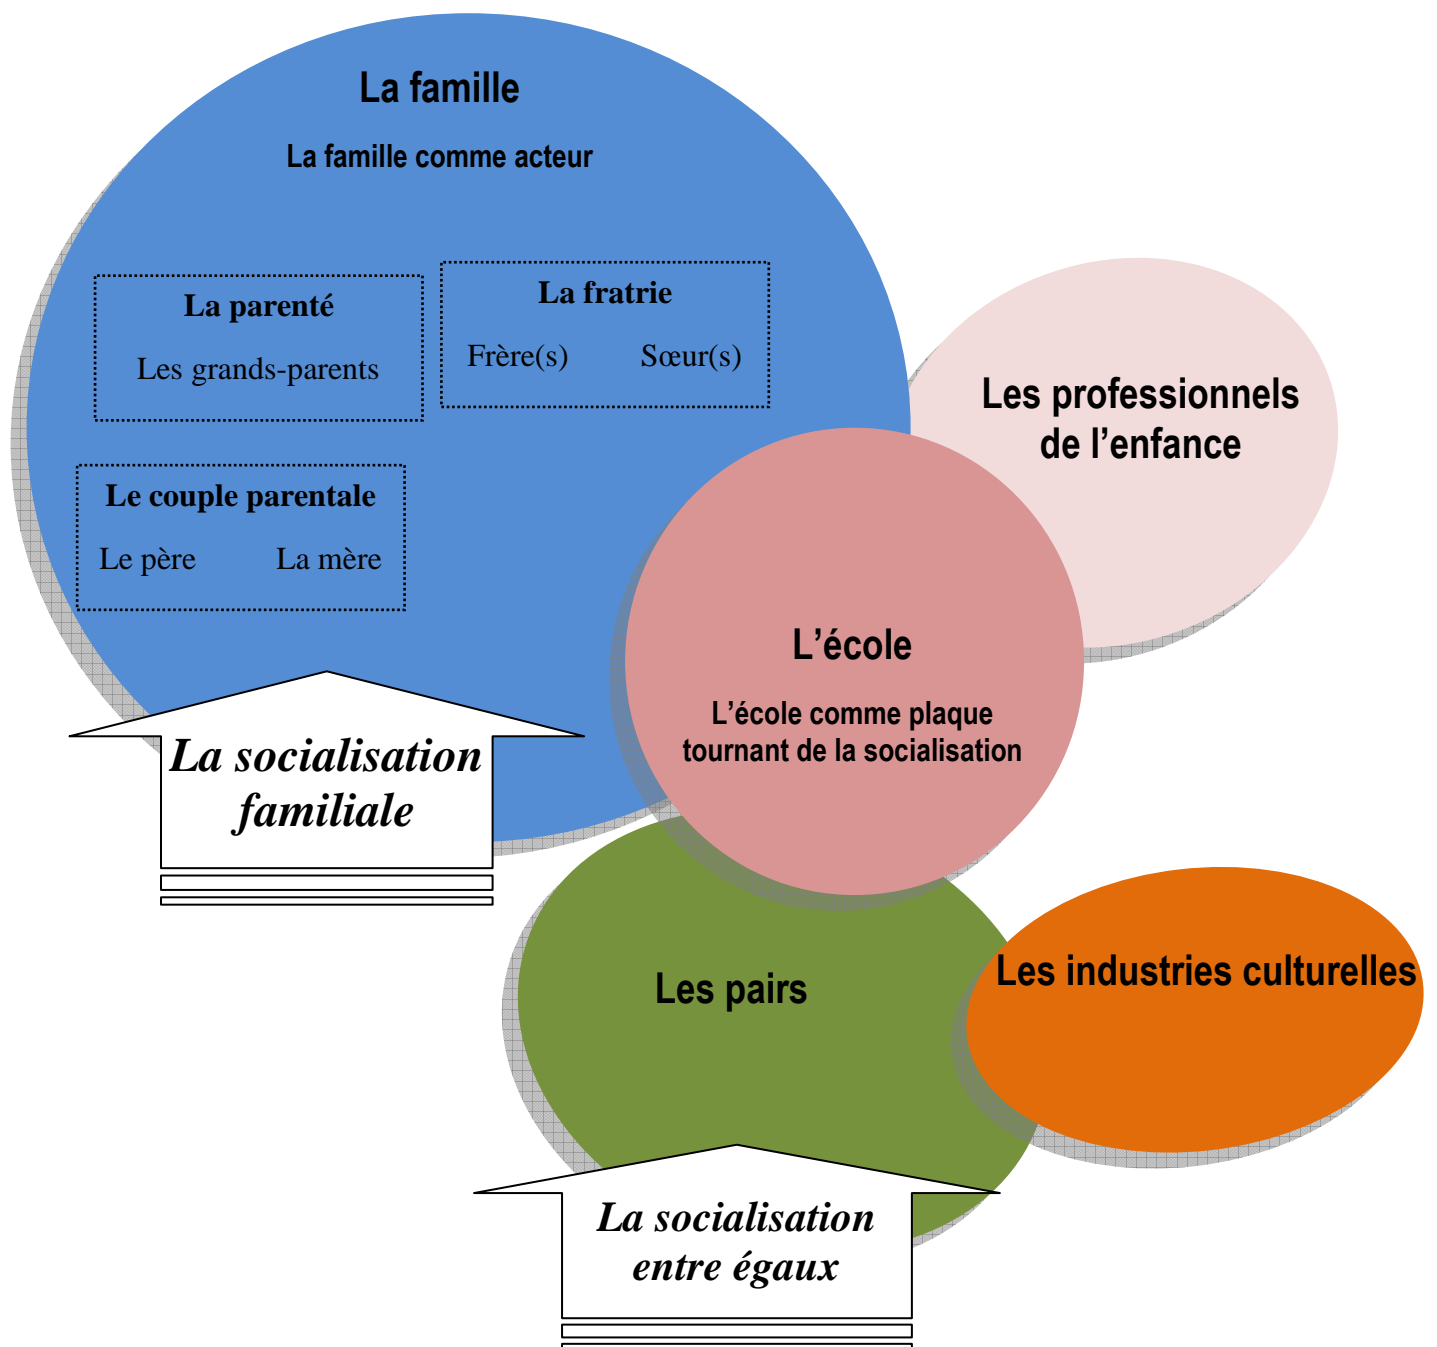 La famille
La famille comme acteur
La parenté
Les grands-parents
La fratrie
Frère(s) Sœur(s)
Les professionnels
de l’enfance
Le couple parentale
Le père La mère
L’école
L’école comme plaque
tournant de la socialisation
La socialisation
familiale
Les pairs
Les industries culturelles
La socialisation
entre égaux